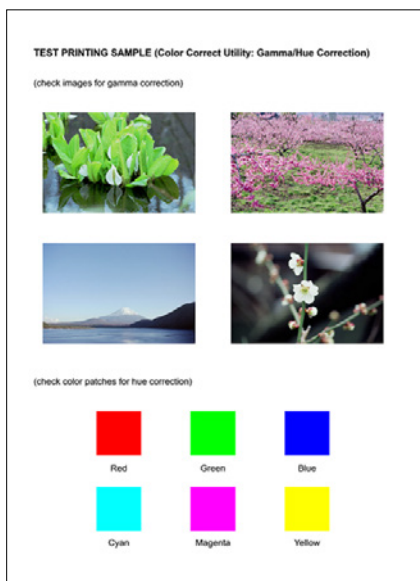 TEST PRINTING SAMPLE (Color Correct Utility: Gamma/Hue Correction)
(check images for gamma correction)
(check color patches for hue correction)
Red Green Blue
Cyan Magenta Yellow